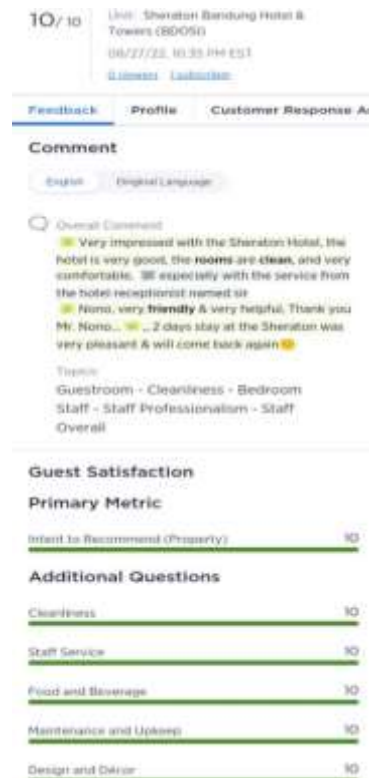 10/10
Unit: Sheraton Bandung Hotel &
Towers (BDOSI)
08/27/22, 10:35 PM EST
Feedback Profile Customer Response A
Comment
English Original Language
Overall Comment
Very impressed with the Sheraton Hotel, the
hotel is very good, the rooms are clean, and very
comfortable. especially with the service from
the hotel receptionist named sir
Nono, very friendly & very helpful. Thank you
Mr. Nono... ... 2 days stay at the Sheraton was
very pleasant & will come back again
Topics
Guestroom - Cleanliness - Bedroom
Staff - Staff Professionalism - Staff
Overall
Guest Satisfaction
Primary Metric
Intent to Recommend (Property) 10
Additional Questions
Cleanliness 10
Staff Service 10
Food and Beverage 10
Maintenance and Upkeep 10
Design and Décor 10